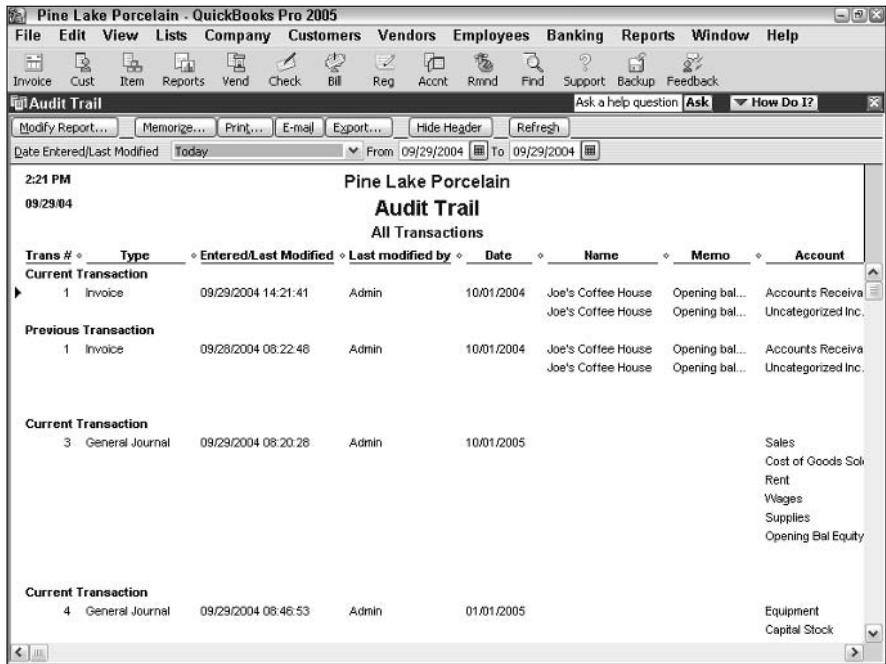 Pine Lake Porcelain - QuickBooks Pro 2005
File Edit View Lists Company Customers Vendors Employees Banking Reports Window Help
Invoice Cust Item Reports Vend Check Bill Reg Accnt Rmnd Find Support Backup Feedback
Audit Trail Ask a help question Ask How Do I?
Modify Report... Memorize... Print... E-mail Export... Hide Header Refresh
Date Entered/Last Modified Today From 09/29/2004 To 09/29/2004
2:21 PM Pine Lake Porcelain
09/29/04 Audit Trail
All Transactions
Trans # Type Entered/Last Modified Last modified by Date Name Memo Account
Current Transaction
1 Invoice 09/29/2004 14:21:41 Admin 10/01/2004 Joe's Coffee House Opening bal... Accounts Receiva
Joe's Coffee House Opening bal... Uncategorized Inc.
Previous Transaction
1 Invoice 09/28/2004 08:22:48 Admin 10/01/2004 Joe's Coffee House Opening bal... Accounts Receiva
Joe's Coffee House Opening bal... Uncategorized Inc.
Current Transaction
3 General Journal 09/29/2004 08:20:28 Admin 10/01/2005 Sales
Cost of Goods Sol
Rent
Wages
Supplies
Opening Bal Equity
Current Transaction
4 General Journal 09/29/2004 08:46:53 Admin 01/01/2005 Equipment
Capital Stock